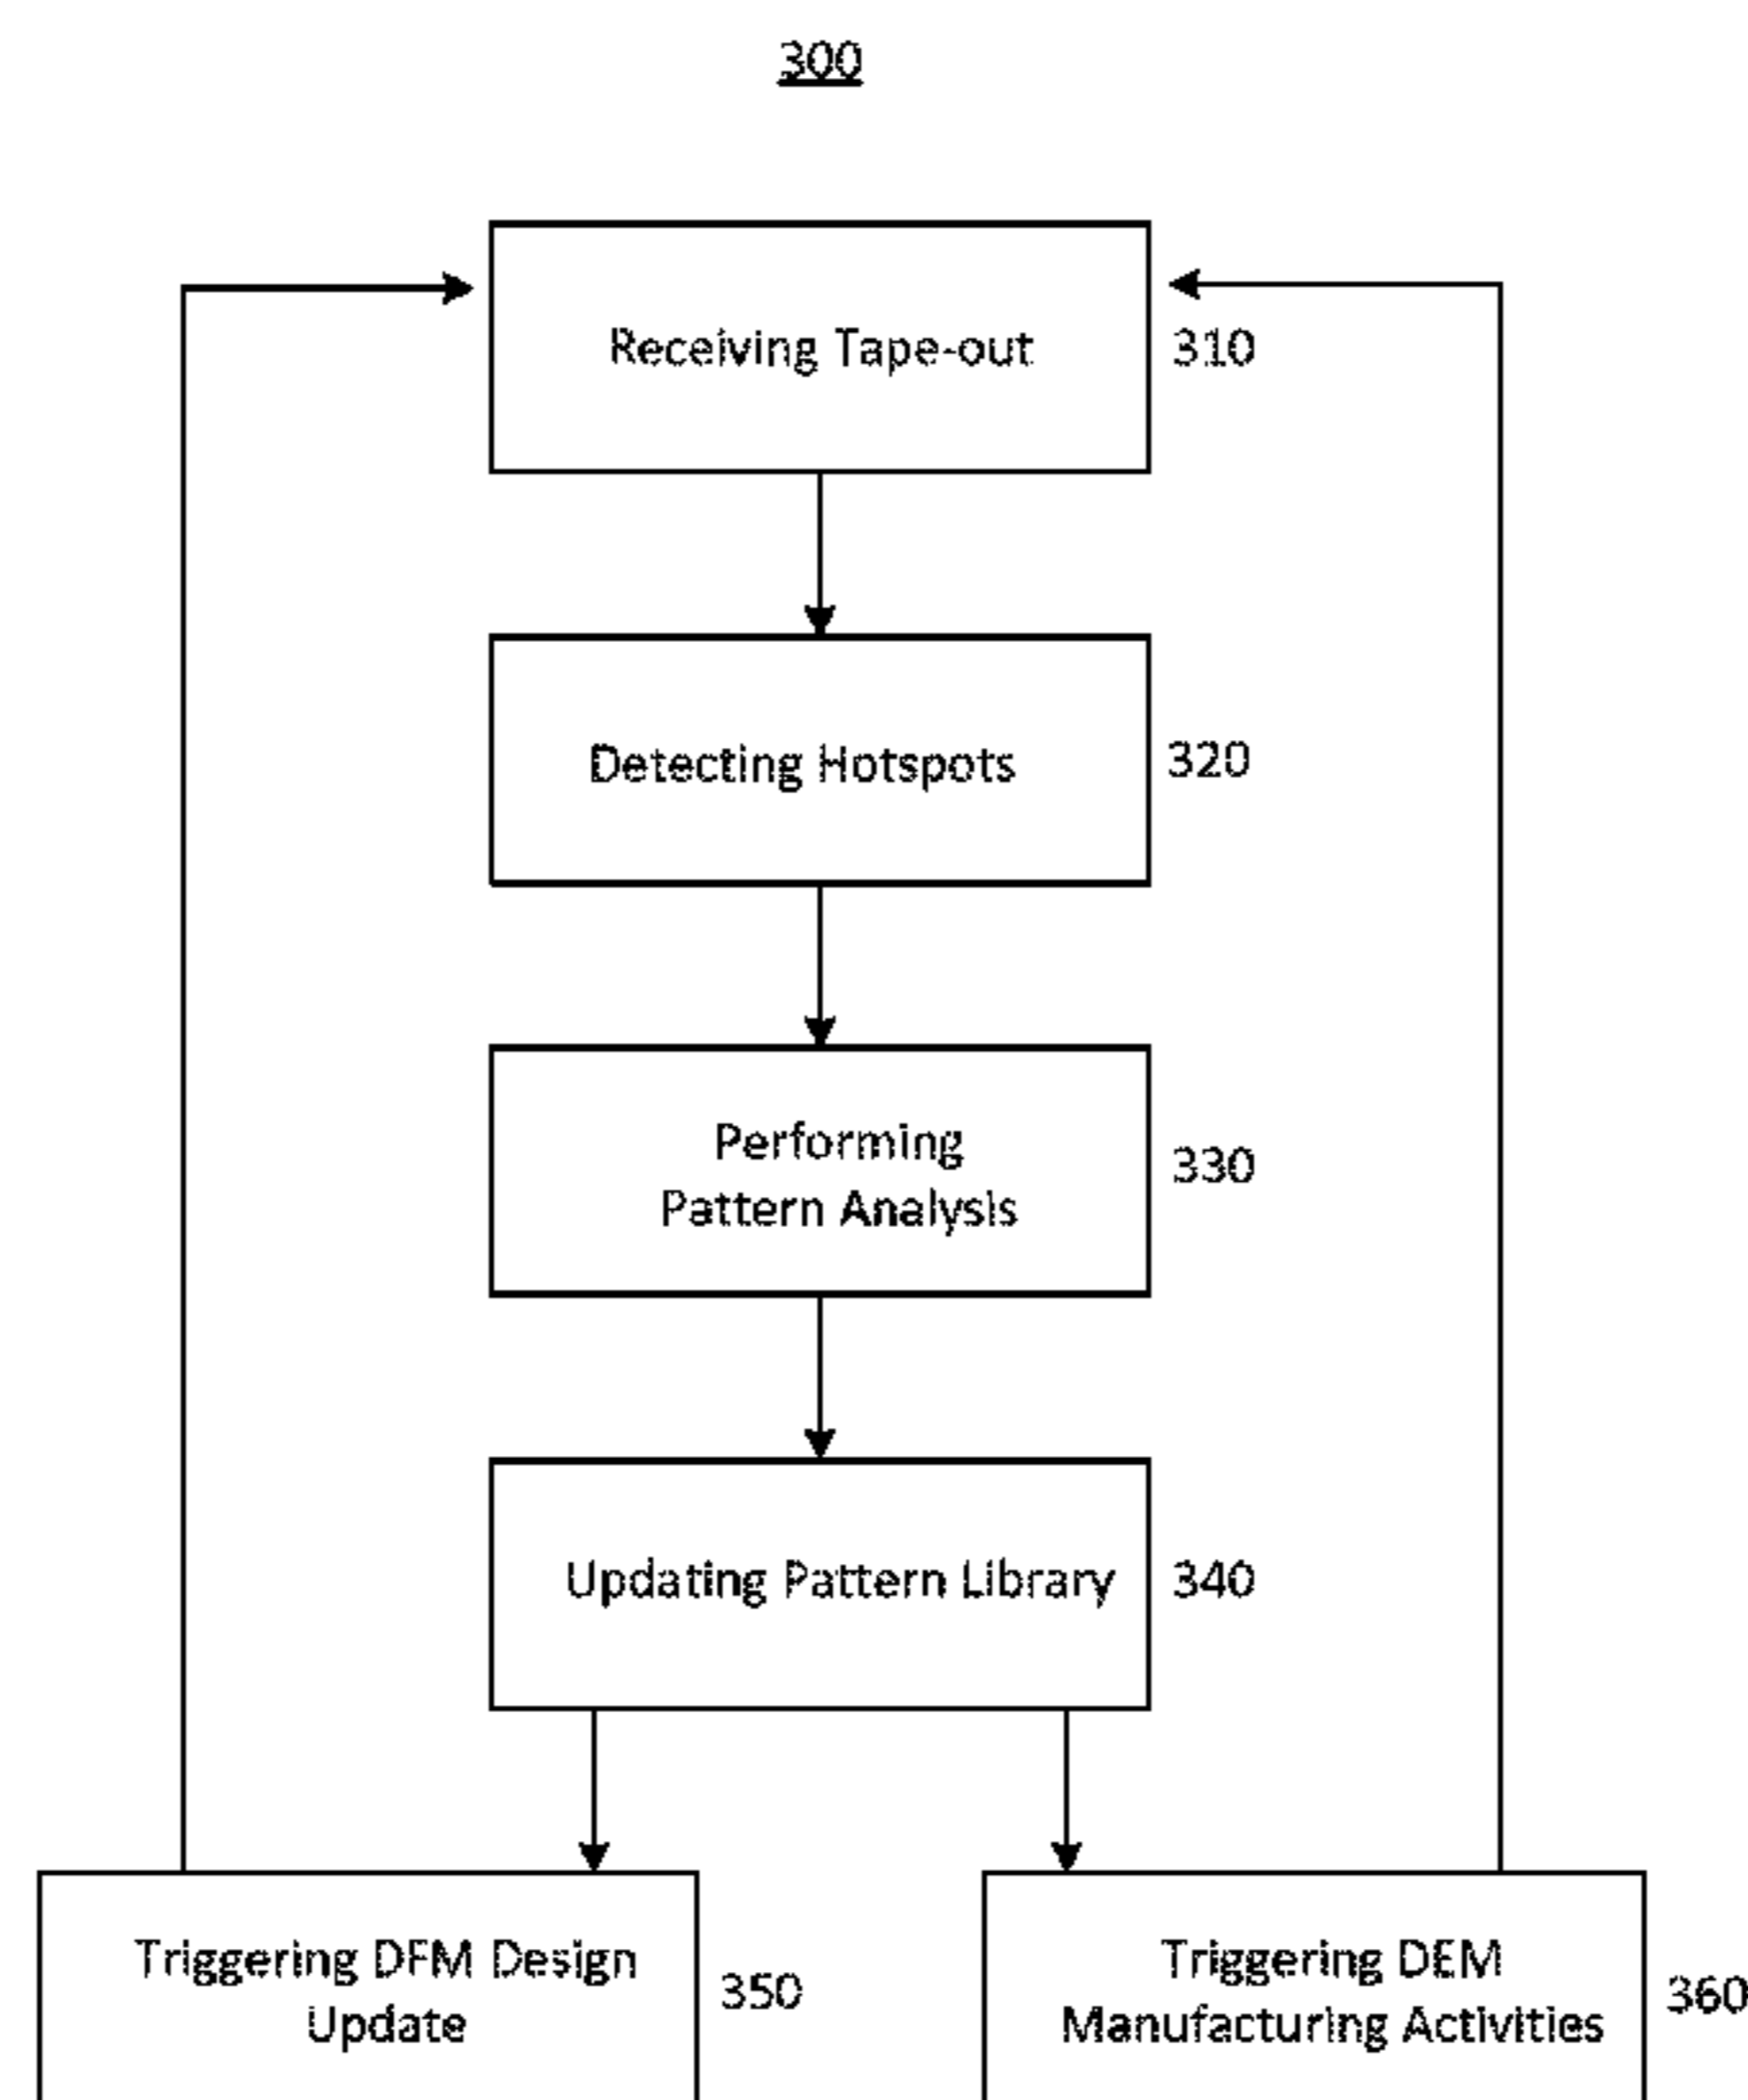 300
Receiving Tape-out
310
Detecting Hotspots
320
Performing
Pattern Analysis
330
Updating Pattern Library
340
Triggering DFM Design
Update
350
Triggering DEM
Manufacturing Activities
360